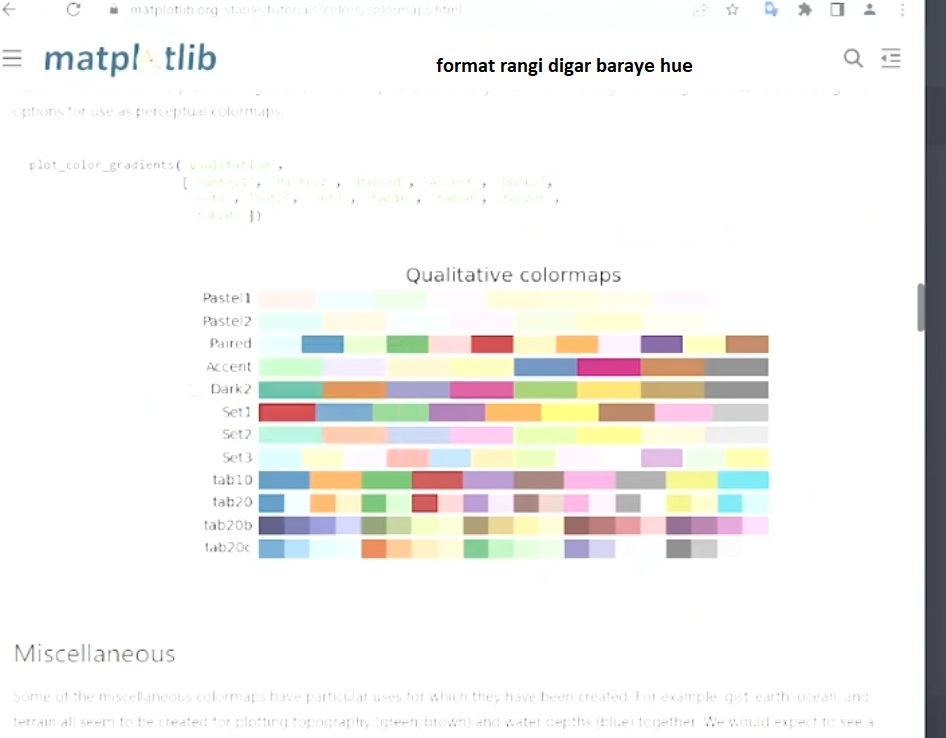 matplotlib.org/stable/tutorials/colors/colormaps.html
matplotlib
format rangi digar baraye hue
options for use as perceptual colormaps.
plot_color_gradients('Qualitative',
['Pastel1', 'Pastel2', 'Paired', 'Accent', 'Dark2',
'Set1', 'Set2', 'Set3', 'tab10', 'tab20', 'tab20b',
'tab20c'])
Qualitative colormaps
Pastel1
Pastel2
Paired
Accent
Dark2
Set1
Set2
Set3
tab10
tab20
tab20b
tab20c
Miscellaneous
Some of the miscellaneous colormaps have particular uses for which they have been created. For example, gist_earth, ocean, and
terrain all seem to be created for plotting topography (green/brown) and water depths (blue) together. We would expect to see a